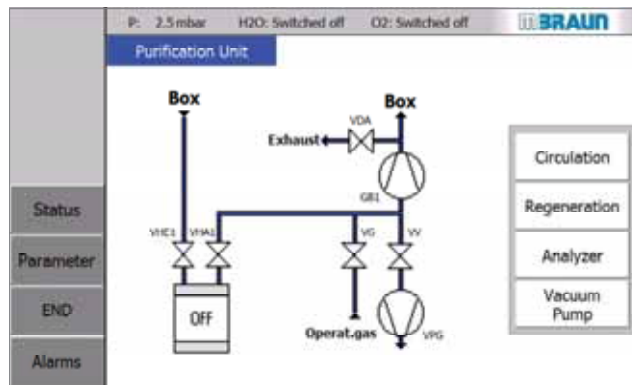 P: 2.5 mbar H2O: Switched off O2: Switched off MBRAUN
Purification Unit
Box
Box
VDA
Exhaust
Circulation
GB1
Status
Regeneration
VHE1 VHA1 VG VV
Parameter
Analyzer
END
Off
Vacuum
Pump
Operat.gas
VPG
Alarms